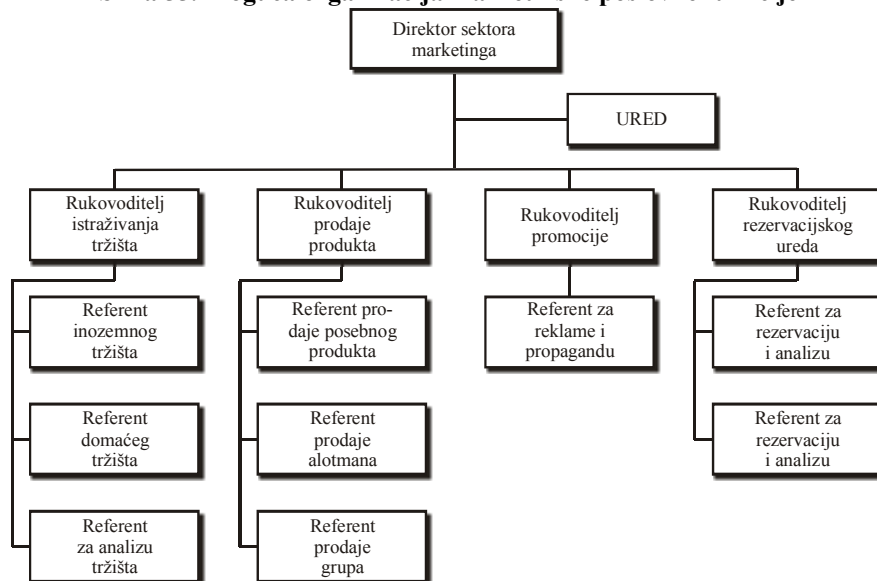 Direktor sektora
marketinga
URED
Rukovoditelj
istraživanja
tržišta
Rukovoditelj
prodaje
produkta
Rukovoditelj
promocije
Rukovoditelj
rezervacijskog
ureda
Referent
inozemnog
tržišta
Referent pro-
daje posebnog
produkta
Referent za
reklame i
propagandu
Referent za
rezervaciju
i analizu
Referent
domaćeg
tržišta
Referent
prodaje
alotmana
Referent za
rezervaciju
i analizu
Referent
za analizu
tržišta
Referent
prodaje
grupa